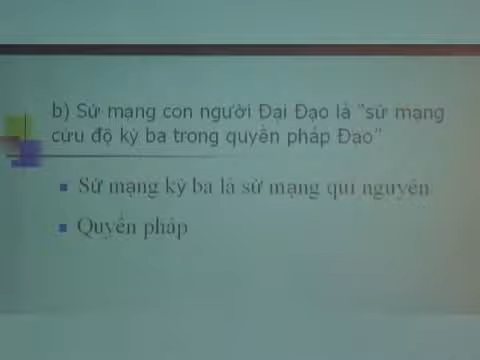 b) Sứ mạng con người Đại Đạo là "sứ mạng
cứu độ kỳ ba trong quyền pháp Đạo"
Sứ mạng kỳ ba là sứ mạng qui nguyên
Quyền pháp